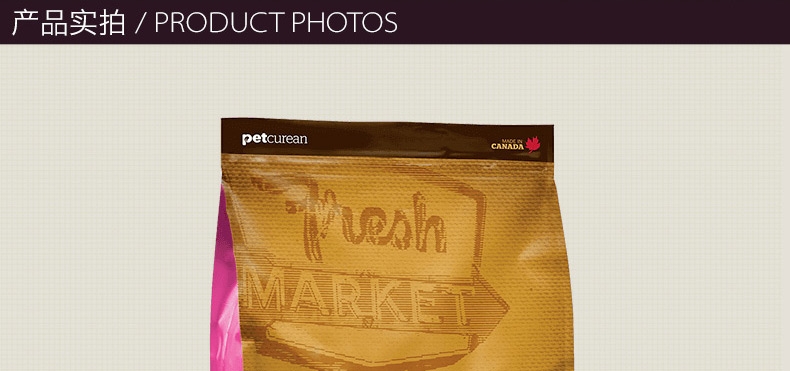 产品实拍 / PRODUCT PHOTOS
petcurean
MADE IN
CANADA
Fresh
MARKET